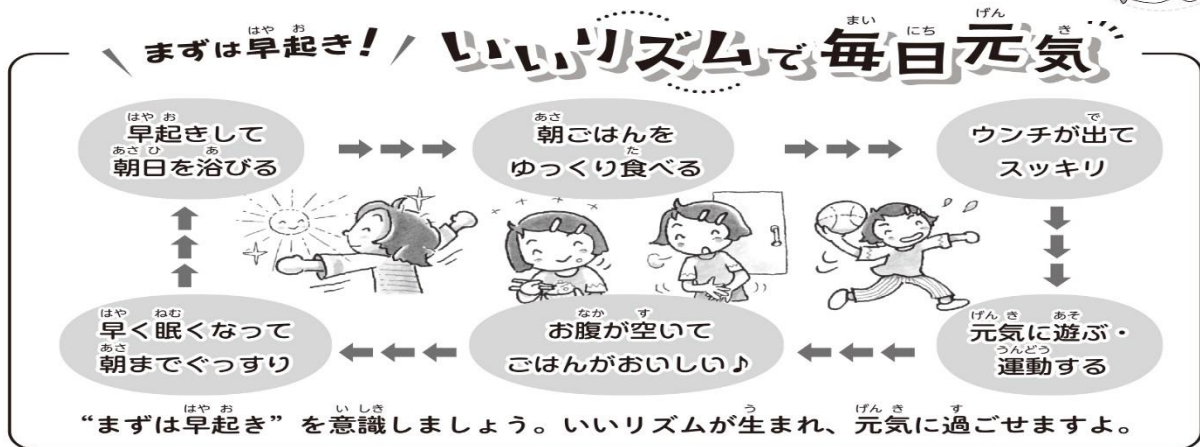 まずは早起き！
いいリズムで毎日元気
早起きして
朝日を浴びる
朝ごはんを
ゆっくり食べる
ウンチが出て
スッキリ
元気に遊ぶ・
運動する
お腹が空いて
ごはんがおいしい♪
早く眠くなって
朝までぐっすり
“まずは早起き”を意識しましょう。いいリズムが生まれ、元気に過ごせますよ。